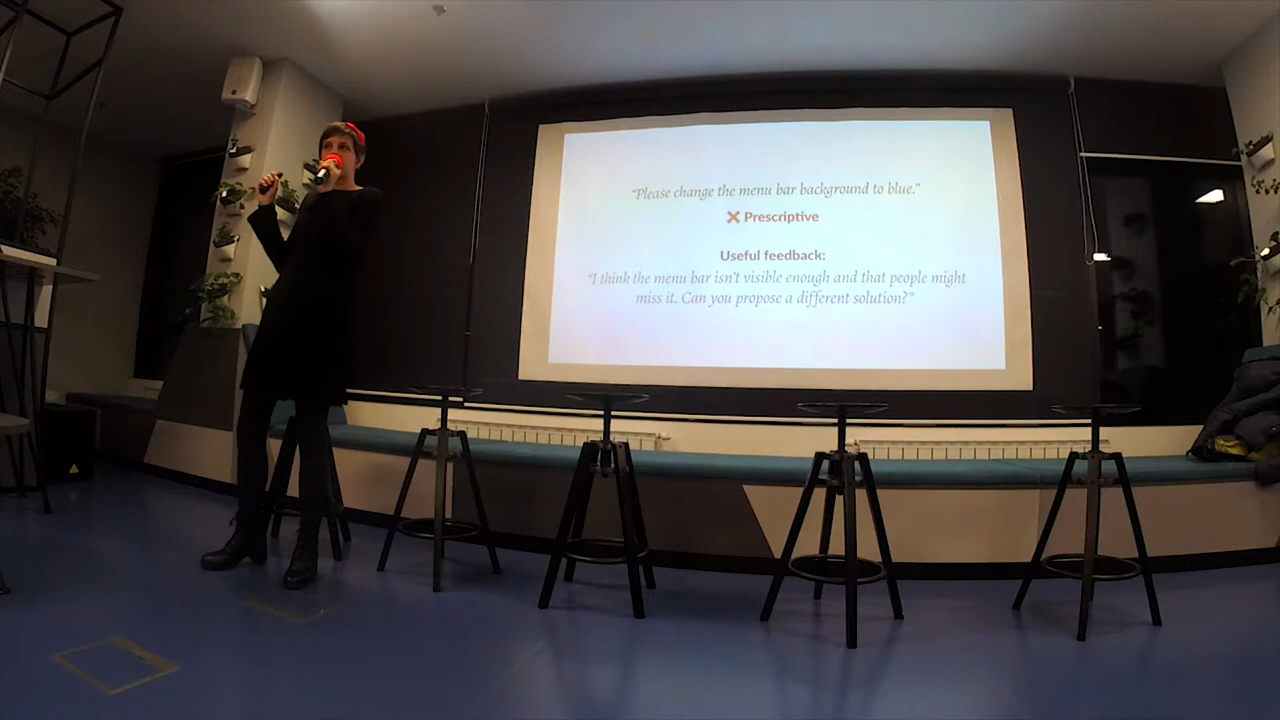 “Please change the menu bar background to blue.”
❌ Prescriptive
Useful feedback:
“I think the menu bar isn't visible enough and that people might
miss it. Can you propose a different solution?”